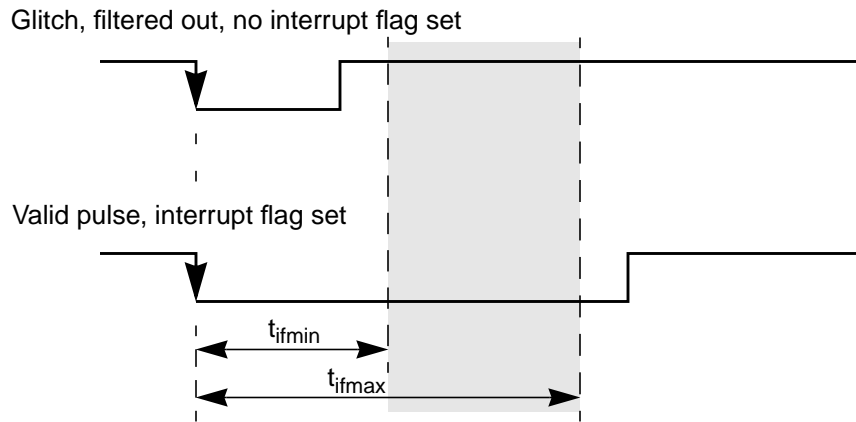 Glitch, filtered out, no interrupt flag set
Valid pulse, interrupt flag set
tifmin
tifmax